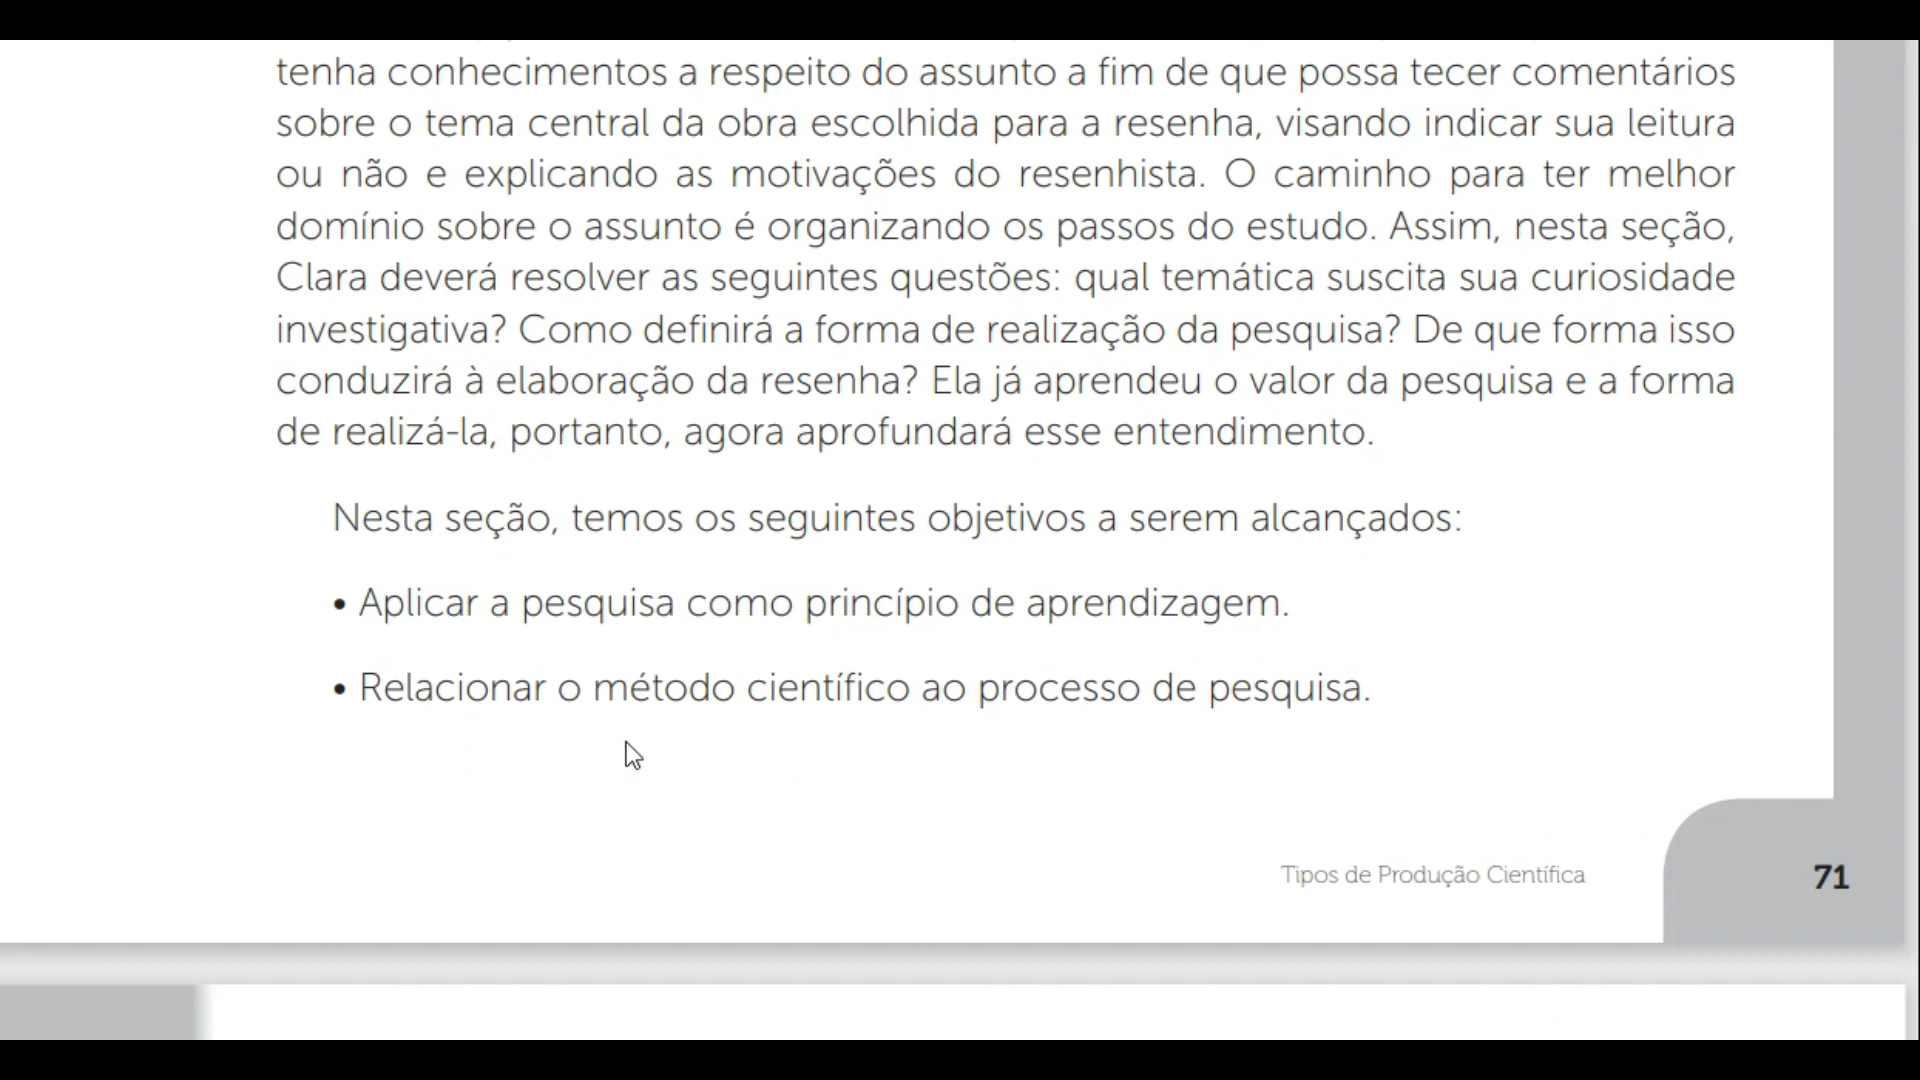 tenha conhecimentos a respeito do assunto a fim de que possa tecer comentários
sobre o tema central da obra escolhida para a resenha, visando indicar sua leitura
ou não e explicando as motivações do resenhista. O caminho para ter melhor
domínio sobre o assunto é organizando os passos do estudo. Assim, nesta seção,
Clara deverá resolver as seguintes questões: qual temática suscita sua curiosidade
investigativa? Como definirá a forma de realização da pesquisa? De que forma isso
conduzirá à elaboração da resenha? Ela já aprendeu o valor da pesquisa e a forma
de realizá-la, portanto, agora aprofundará esse entendimento.
Nesta seção, temos os seguintes objetivos a serem alcançados:
• Aplicar a pesquisa como princípio de aprendizagem.
• Relacionar o método científico ao processo de pesquisa.
Tipos de Produção Científica
71